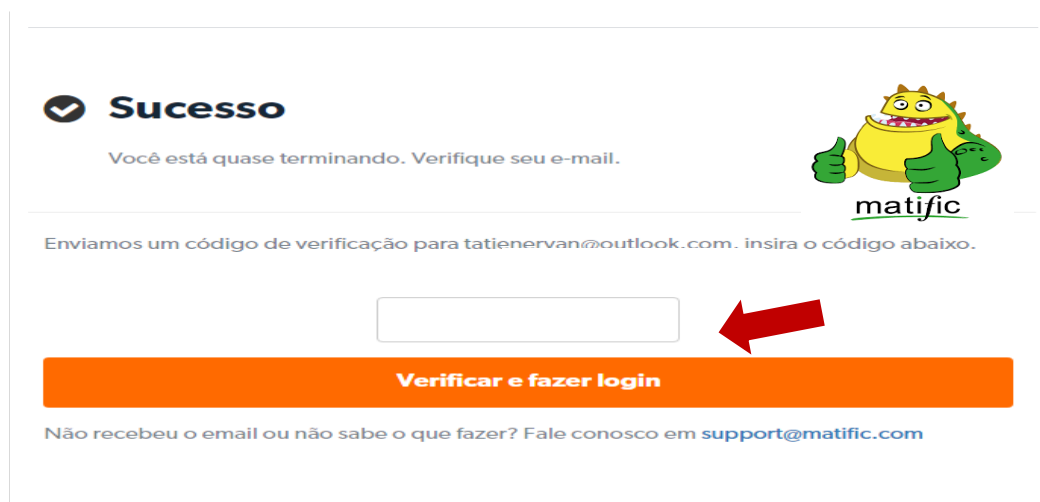 Sucesso
Você está quase terminando. Verifique seu e-mail.
matific
Enviamos um código de verificação para tatienervan@outlook.com, insira o código abaixo.
Verificar e fazer login
Não recebeu o email ou não sabe o que fazer? Fale conosco em support@matific.com